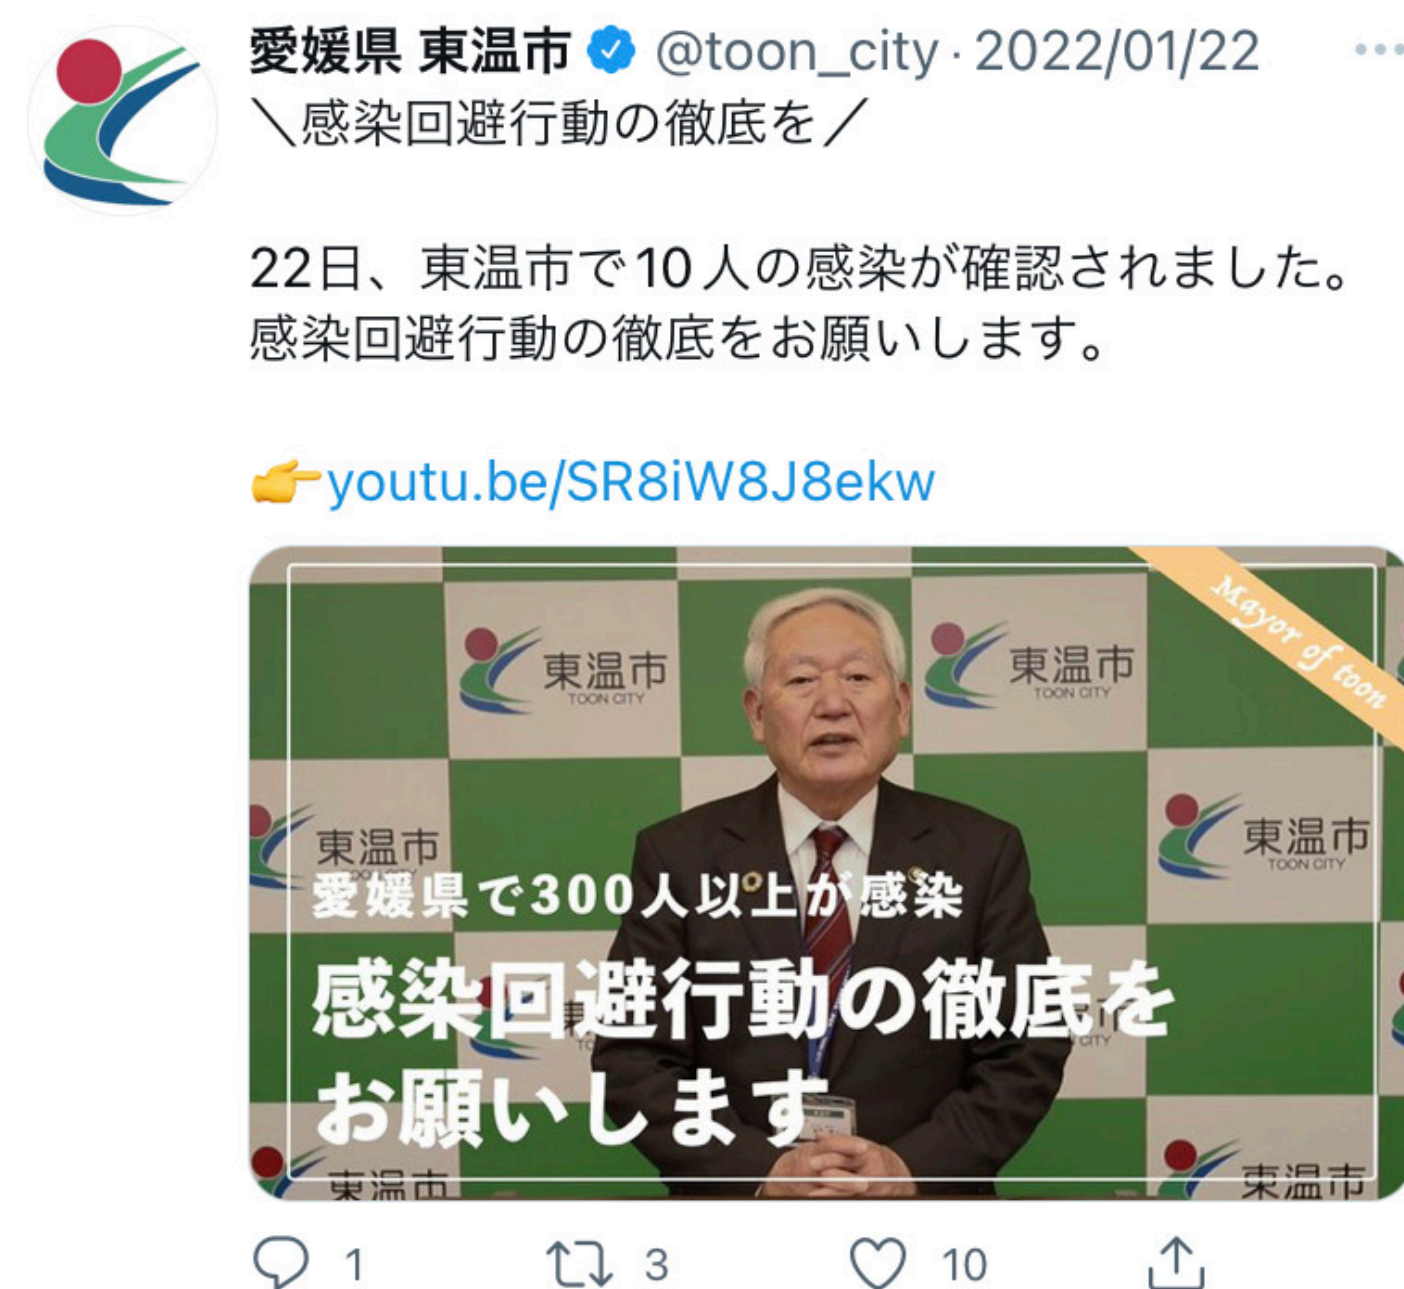 愛媛県 東温市 @toon_city · 2022/01/22
＼感染回避行動の徹底を／
22日、東温市で10人の感染が確認されました。
感染回避行動の徹底をお願いします。
👉youtu.be/SR8iW8J8ekw
Mayor of toon
東温市
TOON CITY
東温市
TOON CITY
東温市
東温市
TOON CITY
愛媛県で300人以上が感染
感染回避行動の徹底を
お願いします
東温市
東温市
1 3 10